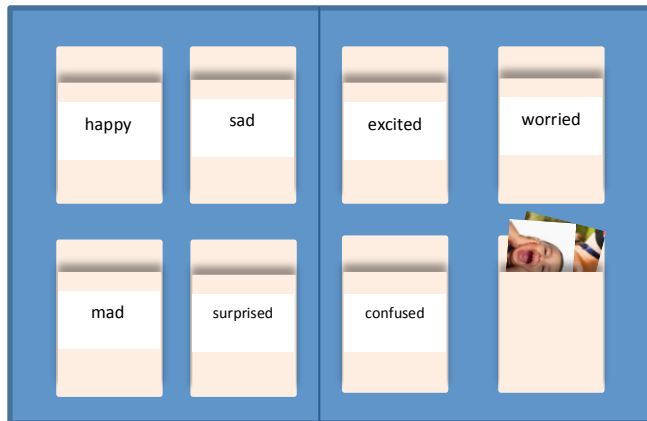 happy
sad
excited
worried
mad
surprised
confused